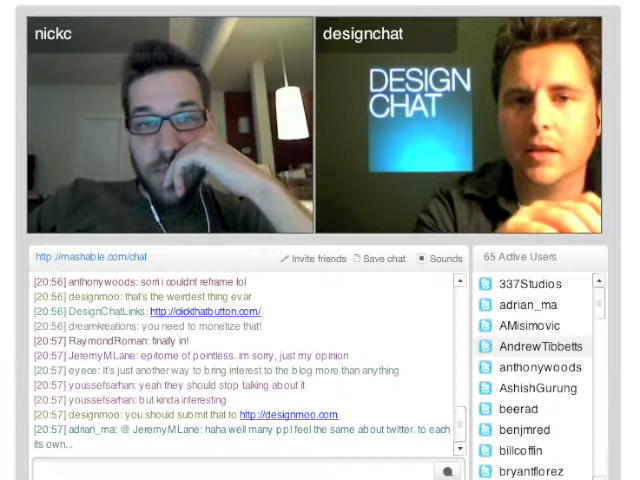 nickc
designchat
DESIGN
CHAT
http://mashable.com/chat
Invite friends
Save chat
Sounds
65 Active Users
[20:56] anthonywoods: sorri i couldnt reframe lol
[20:56] designmoo: that's the weirdest thing evar
[20:56] DesignChatLinks: http://clickthatbutton.com/
[20:56] dreamkreations: you need to monetize that!
[20:57] RaymondRoman: finally in!
[20:57] JeremyMLane: epitome of pointless. im sorry, just my opinion
[20:57] eyece: It's just another way to bring interest to the blog more than anything
[20:57] youssefsarhan: yeah they should stop talking about it
[20:57] youssefsarhan: but kinda interesting
[20:57] designmoo: you should submit that to http://designmoo.com
[20:57] adrian_ma: @ JeremyMLane: haha well many ppl feel the same about twitter. to each
its own...
337Studios
adrian_ma
AMisimovic
AndrewTibbetts
anthonywoods
AshishGurung
beerad
benjmred
billcoffin
bryantflorez